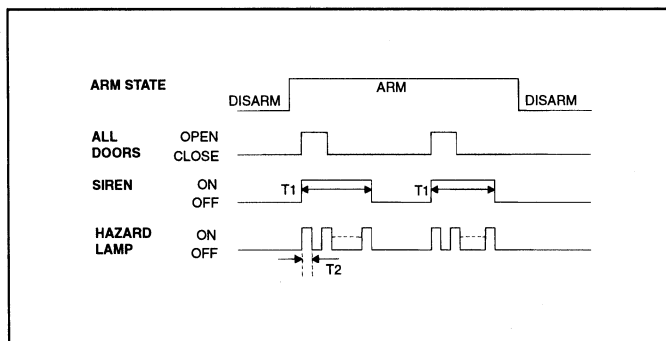 ARM STATE
DISARM
ARM
DISARM
ALL DOORS
OPEN
CLOSE
SIREN
ON
OFF
T1
T1
HAZARD LAMP
ON
OFF
T2